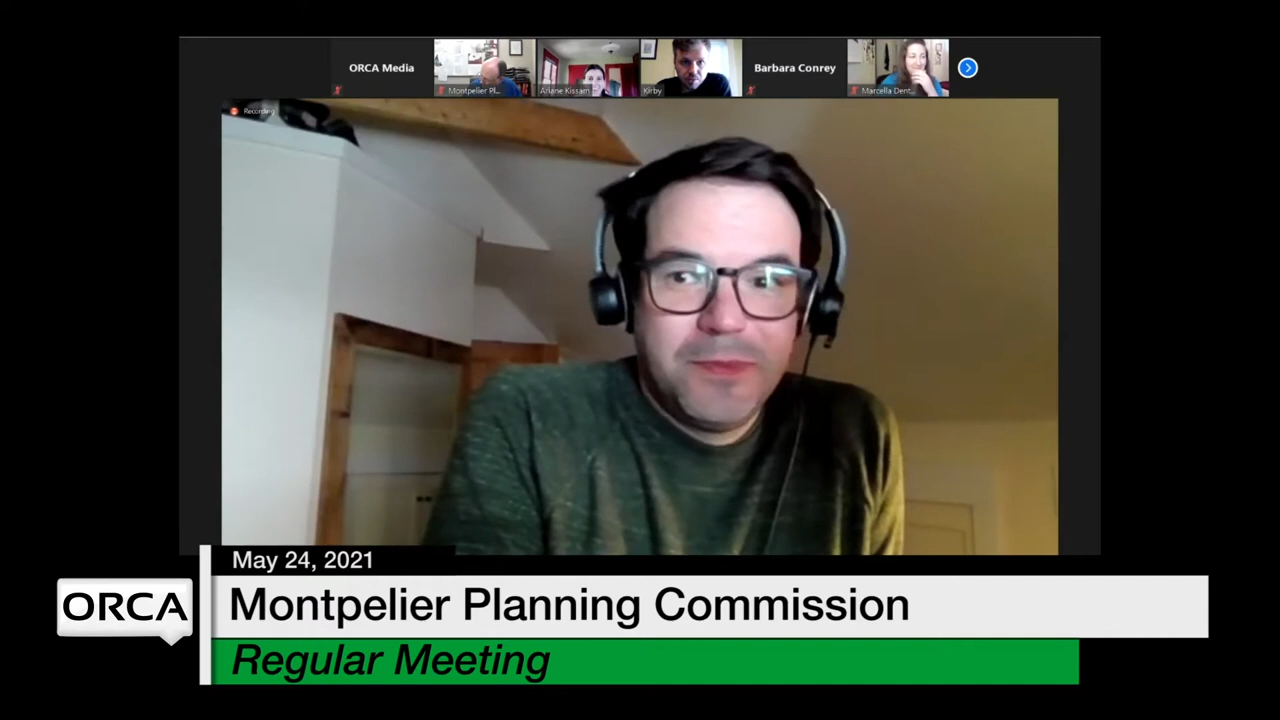 ORCA Media
Montpelier Pl...
Ariane Kissam
Kirby
Barbara Conrey
Marcella Dent...
Recording
May 24, 2021
ORCA
Montpelier Planning Commission
Regular Meeting